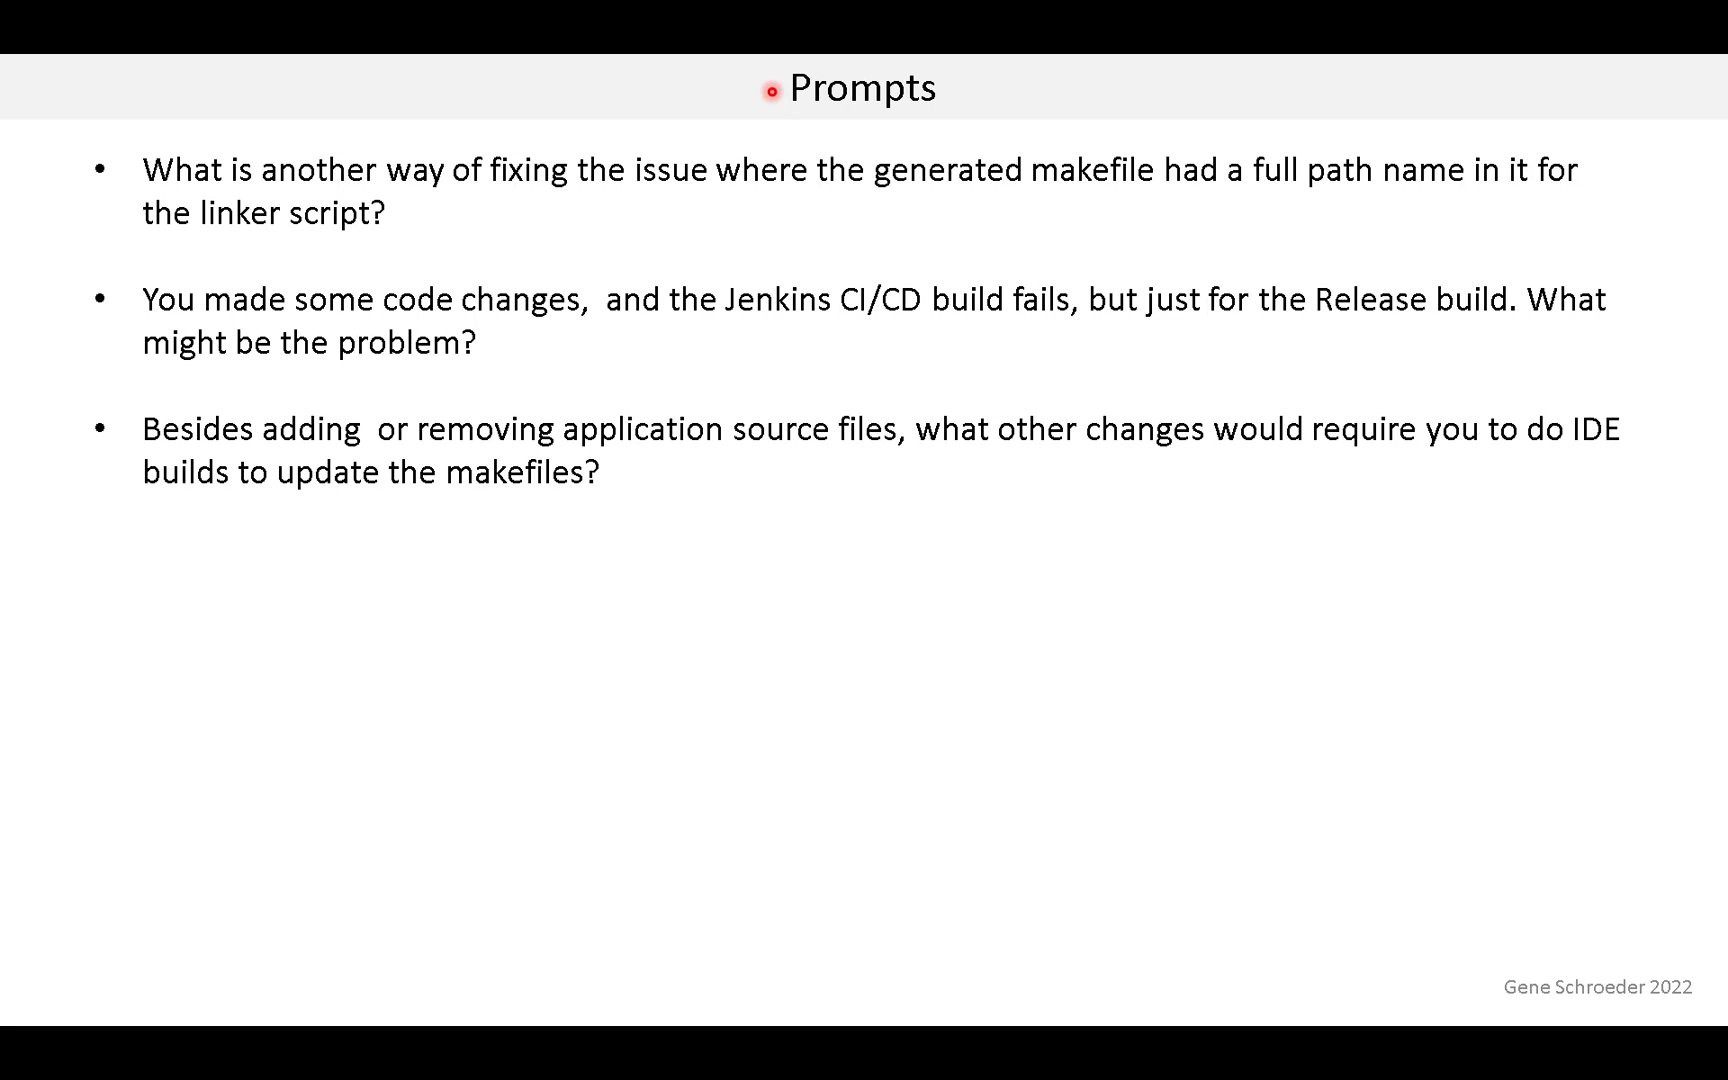 Prompts
• What is another way of fixing the issue where the generated makefile had a full path name in it for
the linker script?
• You made some code changes,  and the Jenkins CI/CD build fails, but just for the Release build. What
might be the problem?
• Besides adding  or removing application source files, what other changes would require you to do IDE
builds to update the makefiles?
Gene Schroeder 2022